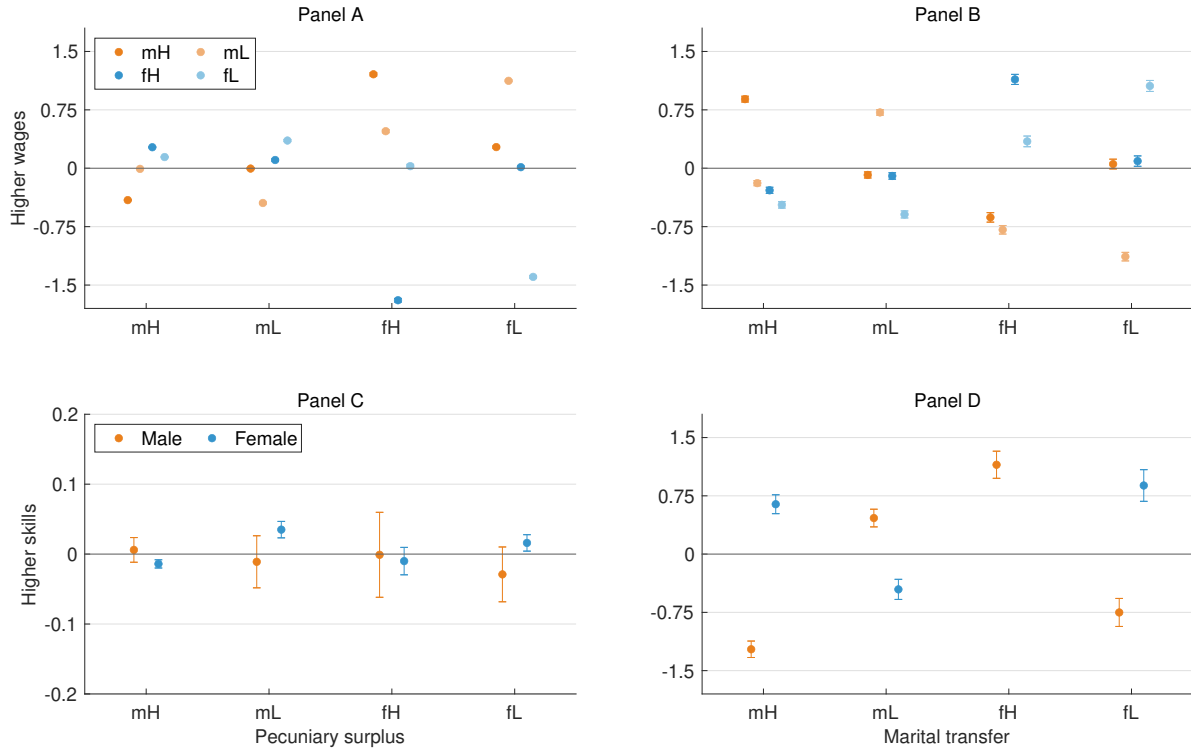 Panel A
Panel B
mH mL
fH fL
Higher wages
1.5
0.75
0
-0.75
-1.5
mH mL fH fL
1.5
0.75
0
-0.75
-1.5
mH mL fH fL
Panel C
Panel D
Male Female
Higher skills
0.2
0.1
0
-0.1
-0.2
mH mL fH fL
Pecuniary surplus
1.5
0.75
0
-0.75
-1.5
mH mL fH fL
Marital transfer